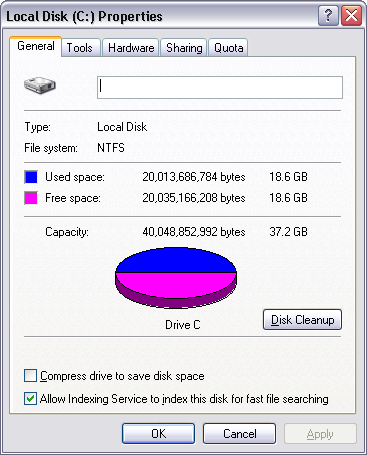 Local Disk (C:) Properties
General Tools Hardware Sharing Quota
Type: Local Disk
File system: NTFS
Used space: 20,013,686,784 bytes 18.6 GB
Free space: 20,035,166,208 bytes 18.6 GB
Capacity: 40,048,852,992 bytes 37.2 GB
Drive C
Disk Cleanup
Compress drive to save disk space
Allow Indexing Service to index this disk for fast file searching
OK Cancel Apply